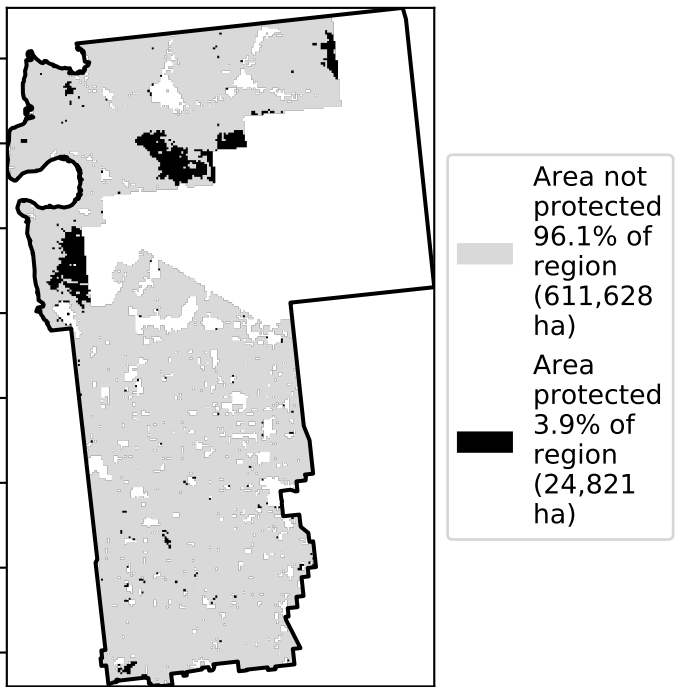 Area not
protected
96.1% of
region
(611,628
ha)
Area
protected
3.9% of
region
(24,821
ha)